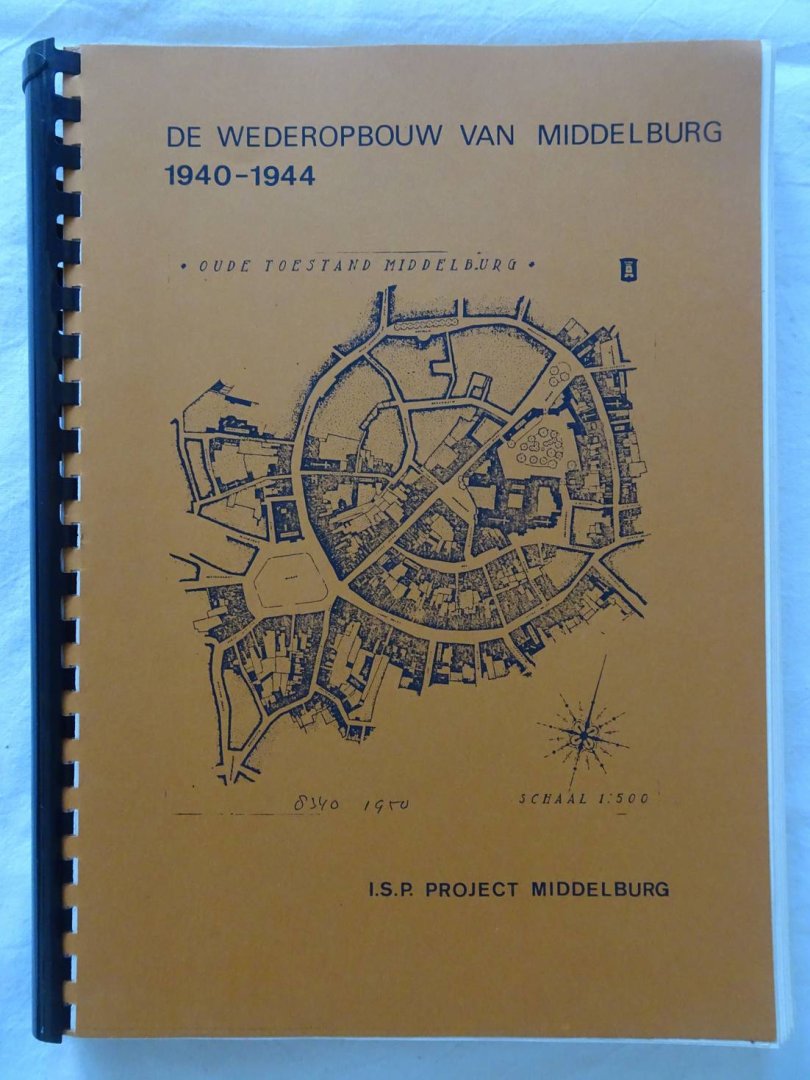 DE WEDEROPBOUW VAN MIDDELBURG
1940-1944
• OUDE TOESTAND MIDDELBURG •
8340 1950
SCHAAL 1:500
I.S.P. PROJECT MIDDELBURG